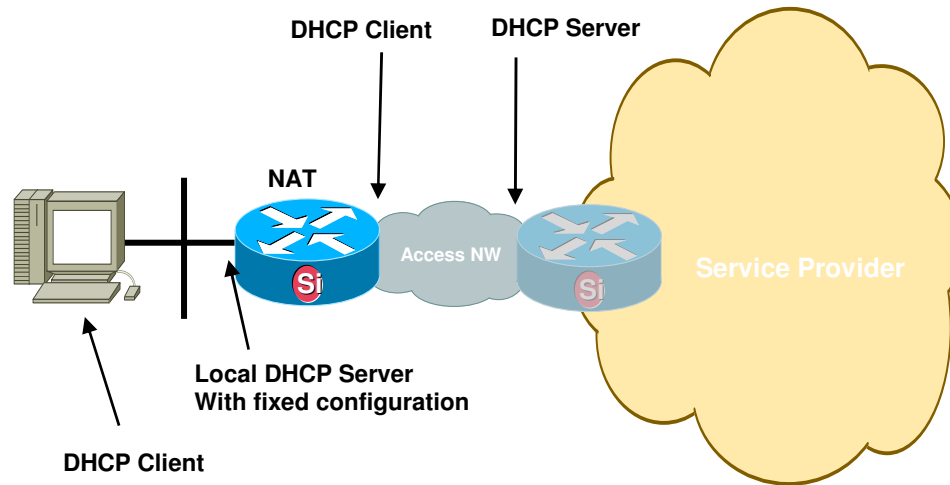 DHCP Client
DHCP Server
NAT
Access NW
Service Provider
Si
Si
Local DHCP Server
With fixed configuration
DHCP Client